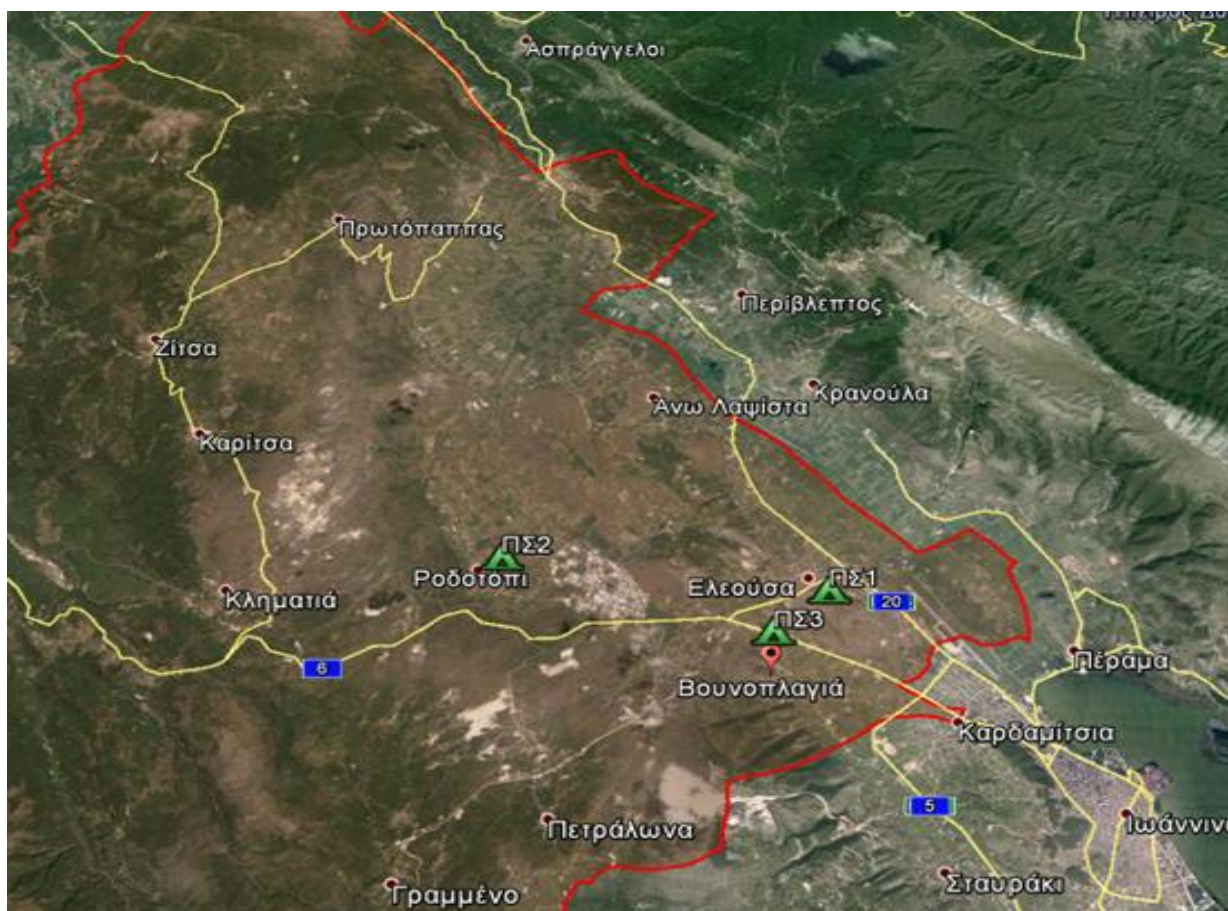 Ασπράγγελοι
Πρωτόπαππας
Περίβλεπτος
Ζίτσα
Κρανούλα
Άνω Λαψίστα
Καρίτσα
ΠΣ2
Ροδοτόπι
Ελεούσα
ΠΣ1
Κληματιά
20
ΠΣ3
6
Πέραμα
Βουνοπλαγιά
Καρδαμίτσια
5
Πετράλωνα
Σταυράκι
Γραμμένο